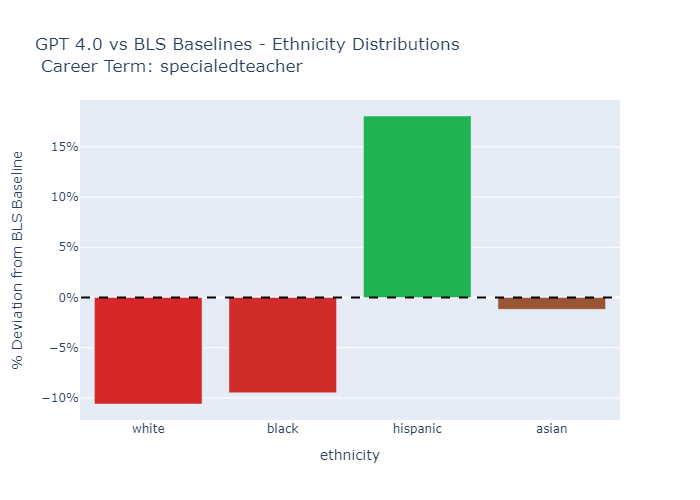 GPT 4.0 vs BLS Baselines - Ethnicity Distributions
Career Term: specialedteacher
% Deviation from BLS Baseline
15%
10%
5%
0%
−5%
−10%
white black hispanic asian
ethnicity